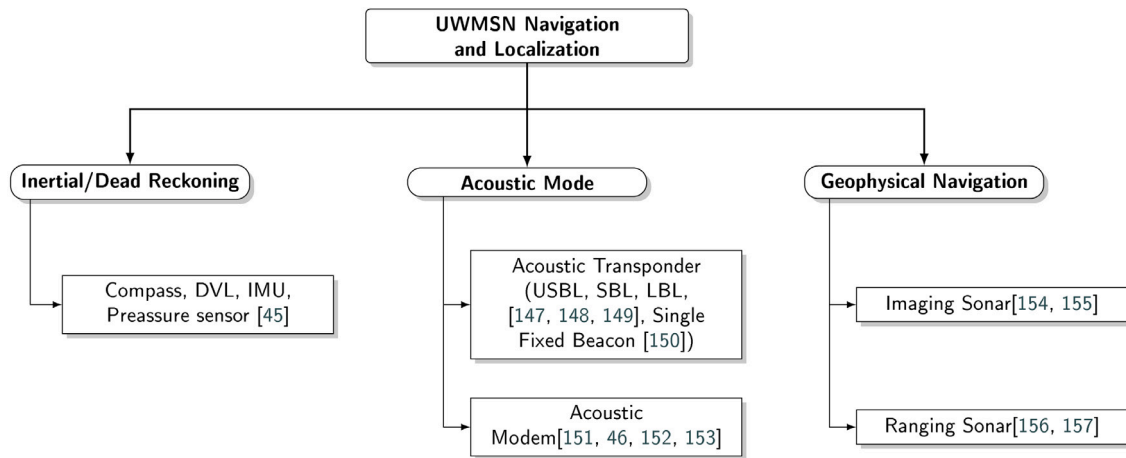 UWMSN Navigation
and Localization
Inertial/Dead Reckoning
Compass, DVL, IMU,
Preassure sensor [45]
Acoustic Mode
Acoustic Transponder
(USBL, SBL, LBL,
[147, 148, 149], Single
Fixed Beacon [150])
Acoustic
Modem[151, 46, 152, 153]
Geophysical Navigation
Imaging Sonar[154, 155]
Ranging Sonar[156, 157]